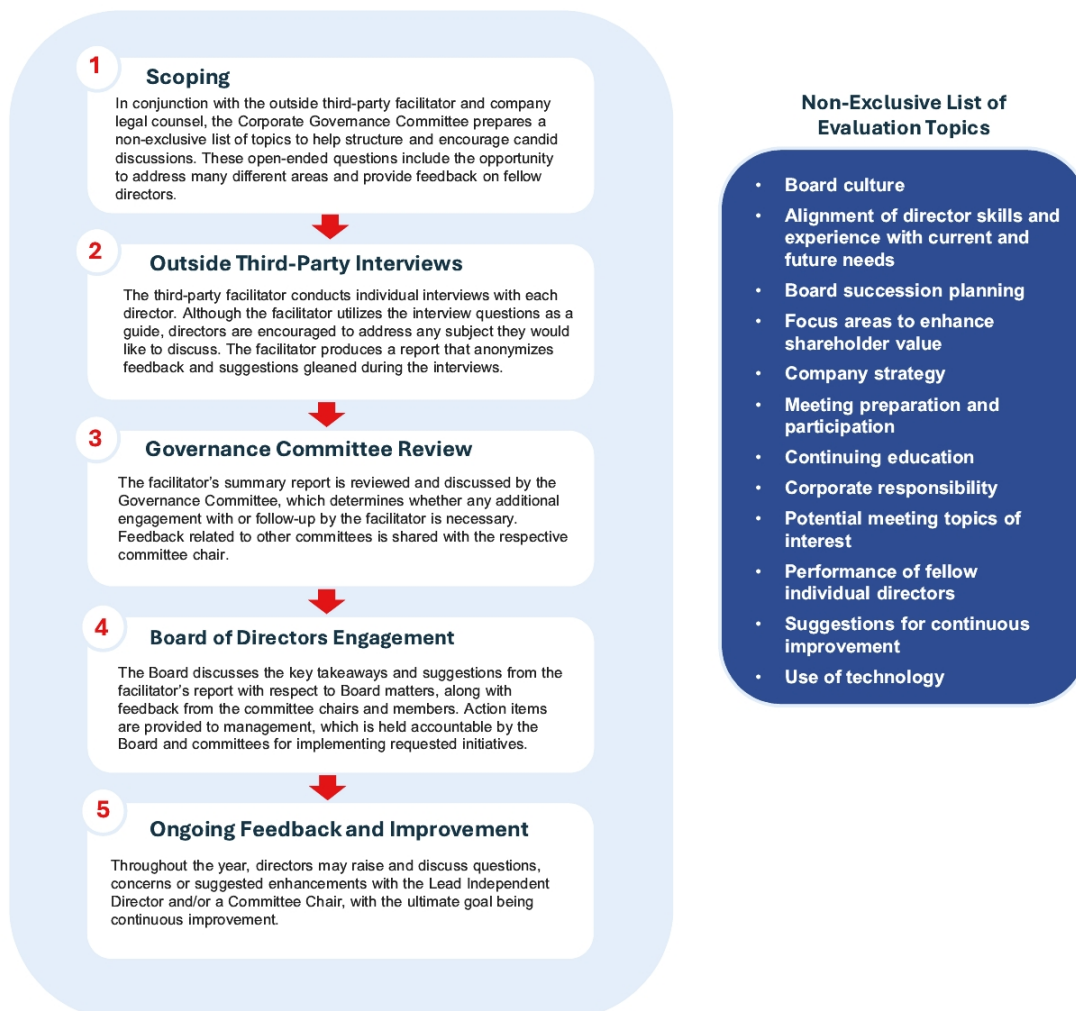 1
Scoping
In conjunction with the outside third-party facilitator and company
legal counsel, the Corporate Governance Committee prepares a
non-exclusive list of topics to help structure and encourage candid
discussions. These open-ended questions include the opportunity
to address many different areas and provide feedback on fellow
directors.
2
Outside Third-Party Interviews
The third-party facilitator conducts individual interviews with each
director. Although the facilitator utilizes the interview questions as a
guide, directors are encouraged to address any subject they would
like to discuss. The facilitator produces a report that anonymizes
feedback and suggestions gleaned during the interviews.
3
Governance Committee Review
The facilitator's summary report is reviewed and discussed by the
Governance Committee, which determines whether any additional
engagement with or follow-up by the facilitator is necessary.
Feedback related to other committees is shared with the respective
committee chair.
4
Board of Directors Engagement
The Board discusses the key takeaways and suggestions from the
facilitator's report with respect to Board matters, along with
feedback from the committee chairs and members. Action items
are provided to management, which is held accountable by the
Board and committees for implementing requested initiatives.
5
Ongoing Feedback and Improvement
Throughout the year, directors may raise and discuss questions,
concerns or suggested enhancements with the Lead Independent
Director and/or a Committee Chair, with the ultimate goal being
continuous improvement.
Non-Exclusive List of
Evaluation Topics
• Board culture
• Alignment of director skills and
experience with current and
future needs
• Board succession planning
• Focus areas to enhance
shareholder value
• Company strategy
• Meeting preparation and
participation
• Continuing education
• Corporate responsibility
• Potential meeting topics of
interest
• Performance of fellow
individual directors
• Suggestions for continuous
improvement
• Use of technology